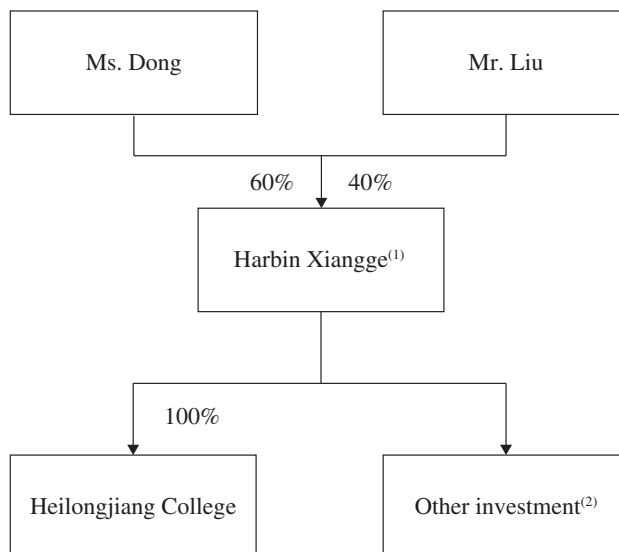 Ms. Dong
Mr. Liu
60%
40%
Harbin Xiangge(1)
100%
Heilongjiang College
Other investment(2)